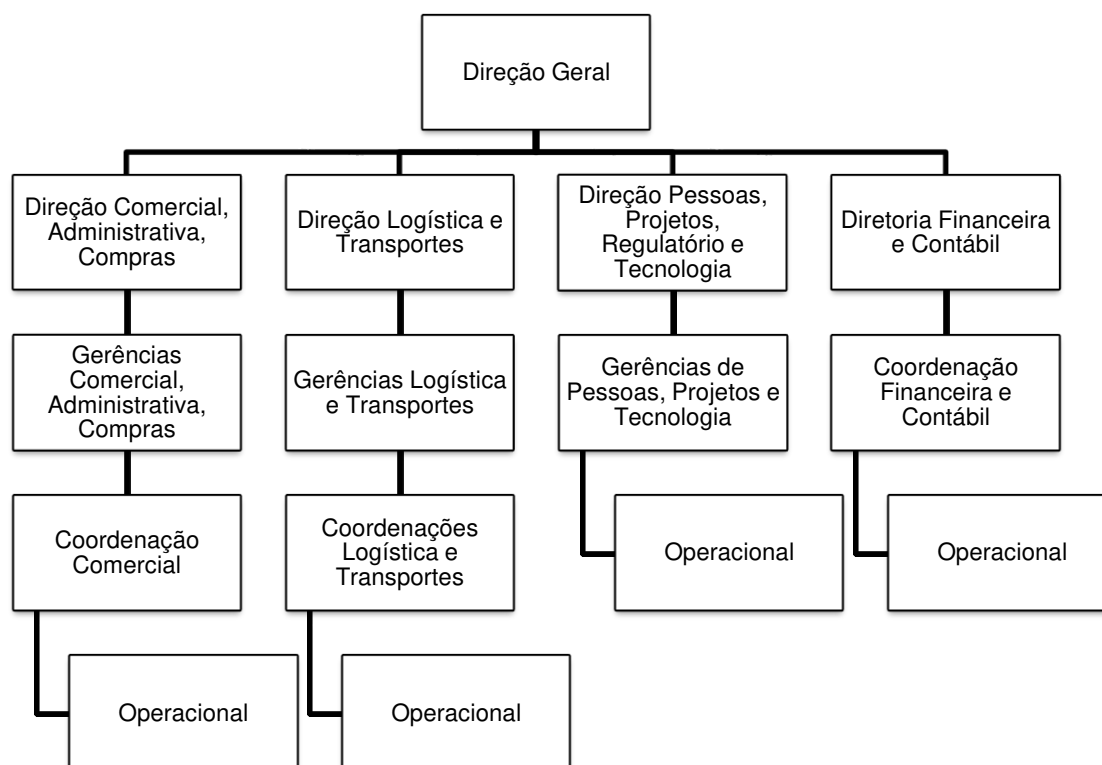 Direção Geral
Direção Comercial,
Administrativa,
Compras
Direção Logística e
Transportes
Direção Pessoas,
Projetos,
Regulatório e
Tecnologia
Diretoria Financeira
e Contábil
Gerências
Comercial,
Administrativa,
Compras
Gerências Logística
e Transportes
Gerências de
Pessoas, Projetos e
Tecnologia
Coordenação
Financeira e
Contábil
Coordenação
Comercial
Coordenações
Logística e
Transportes
Operacional
Operacional
Operacional
Operacional